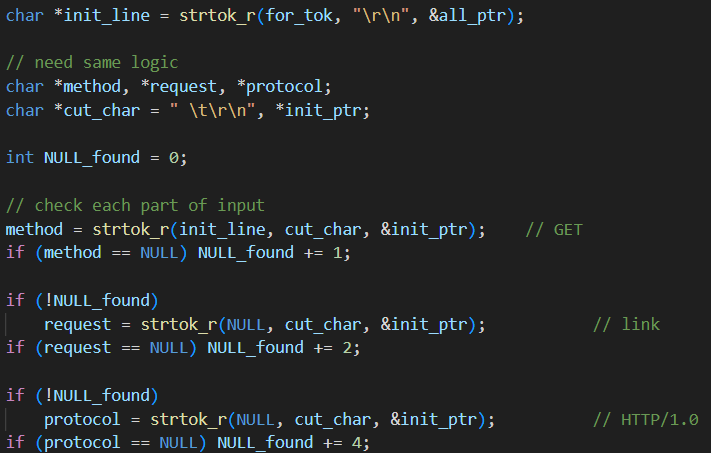 char *init_line = strtok_r(for_tok, "\r\n", &all_ptr);
// need same logic
char *method, *request, *protocol;
char *cut_char = " \t\r\n", *init_ptr;
int NULL_found = 0;
// check each part of input
method = strtok_r(init_line, cut_char, &init_ptr);    // GET
if (method == NULL) NULL_found += 1;
if (!NULL_found)
    request = strtok_r(NULL, cut_char, &init_ptr);           // link
if (request == NULL) NULL_found += 2;
if (!NULL_found)
    protocol = strtok_r(NULL, cut_char, &init_ptr);          // HTTP/1.0
if (protocol == NULL) NULL_found += 4;